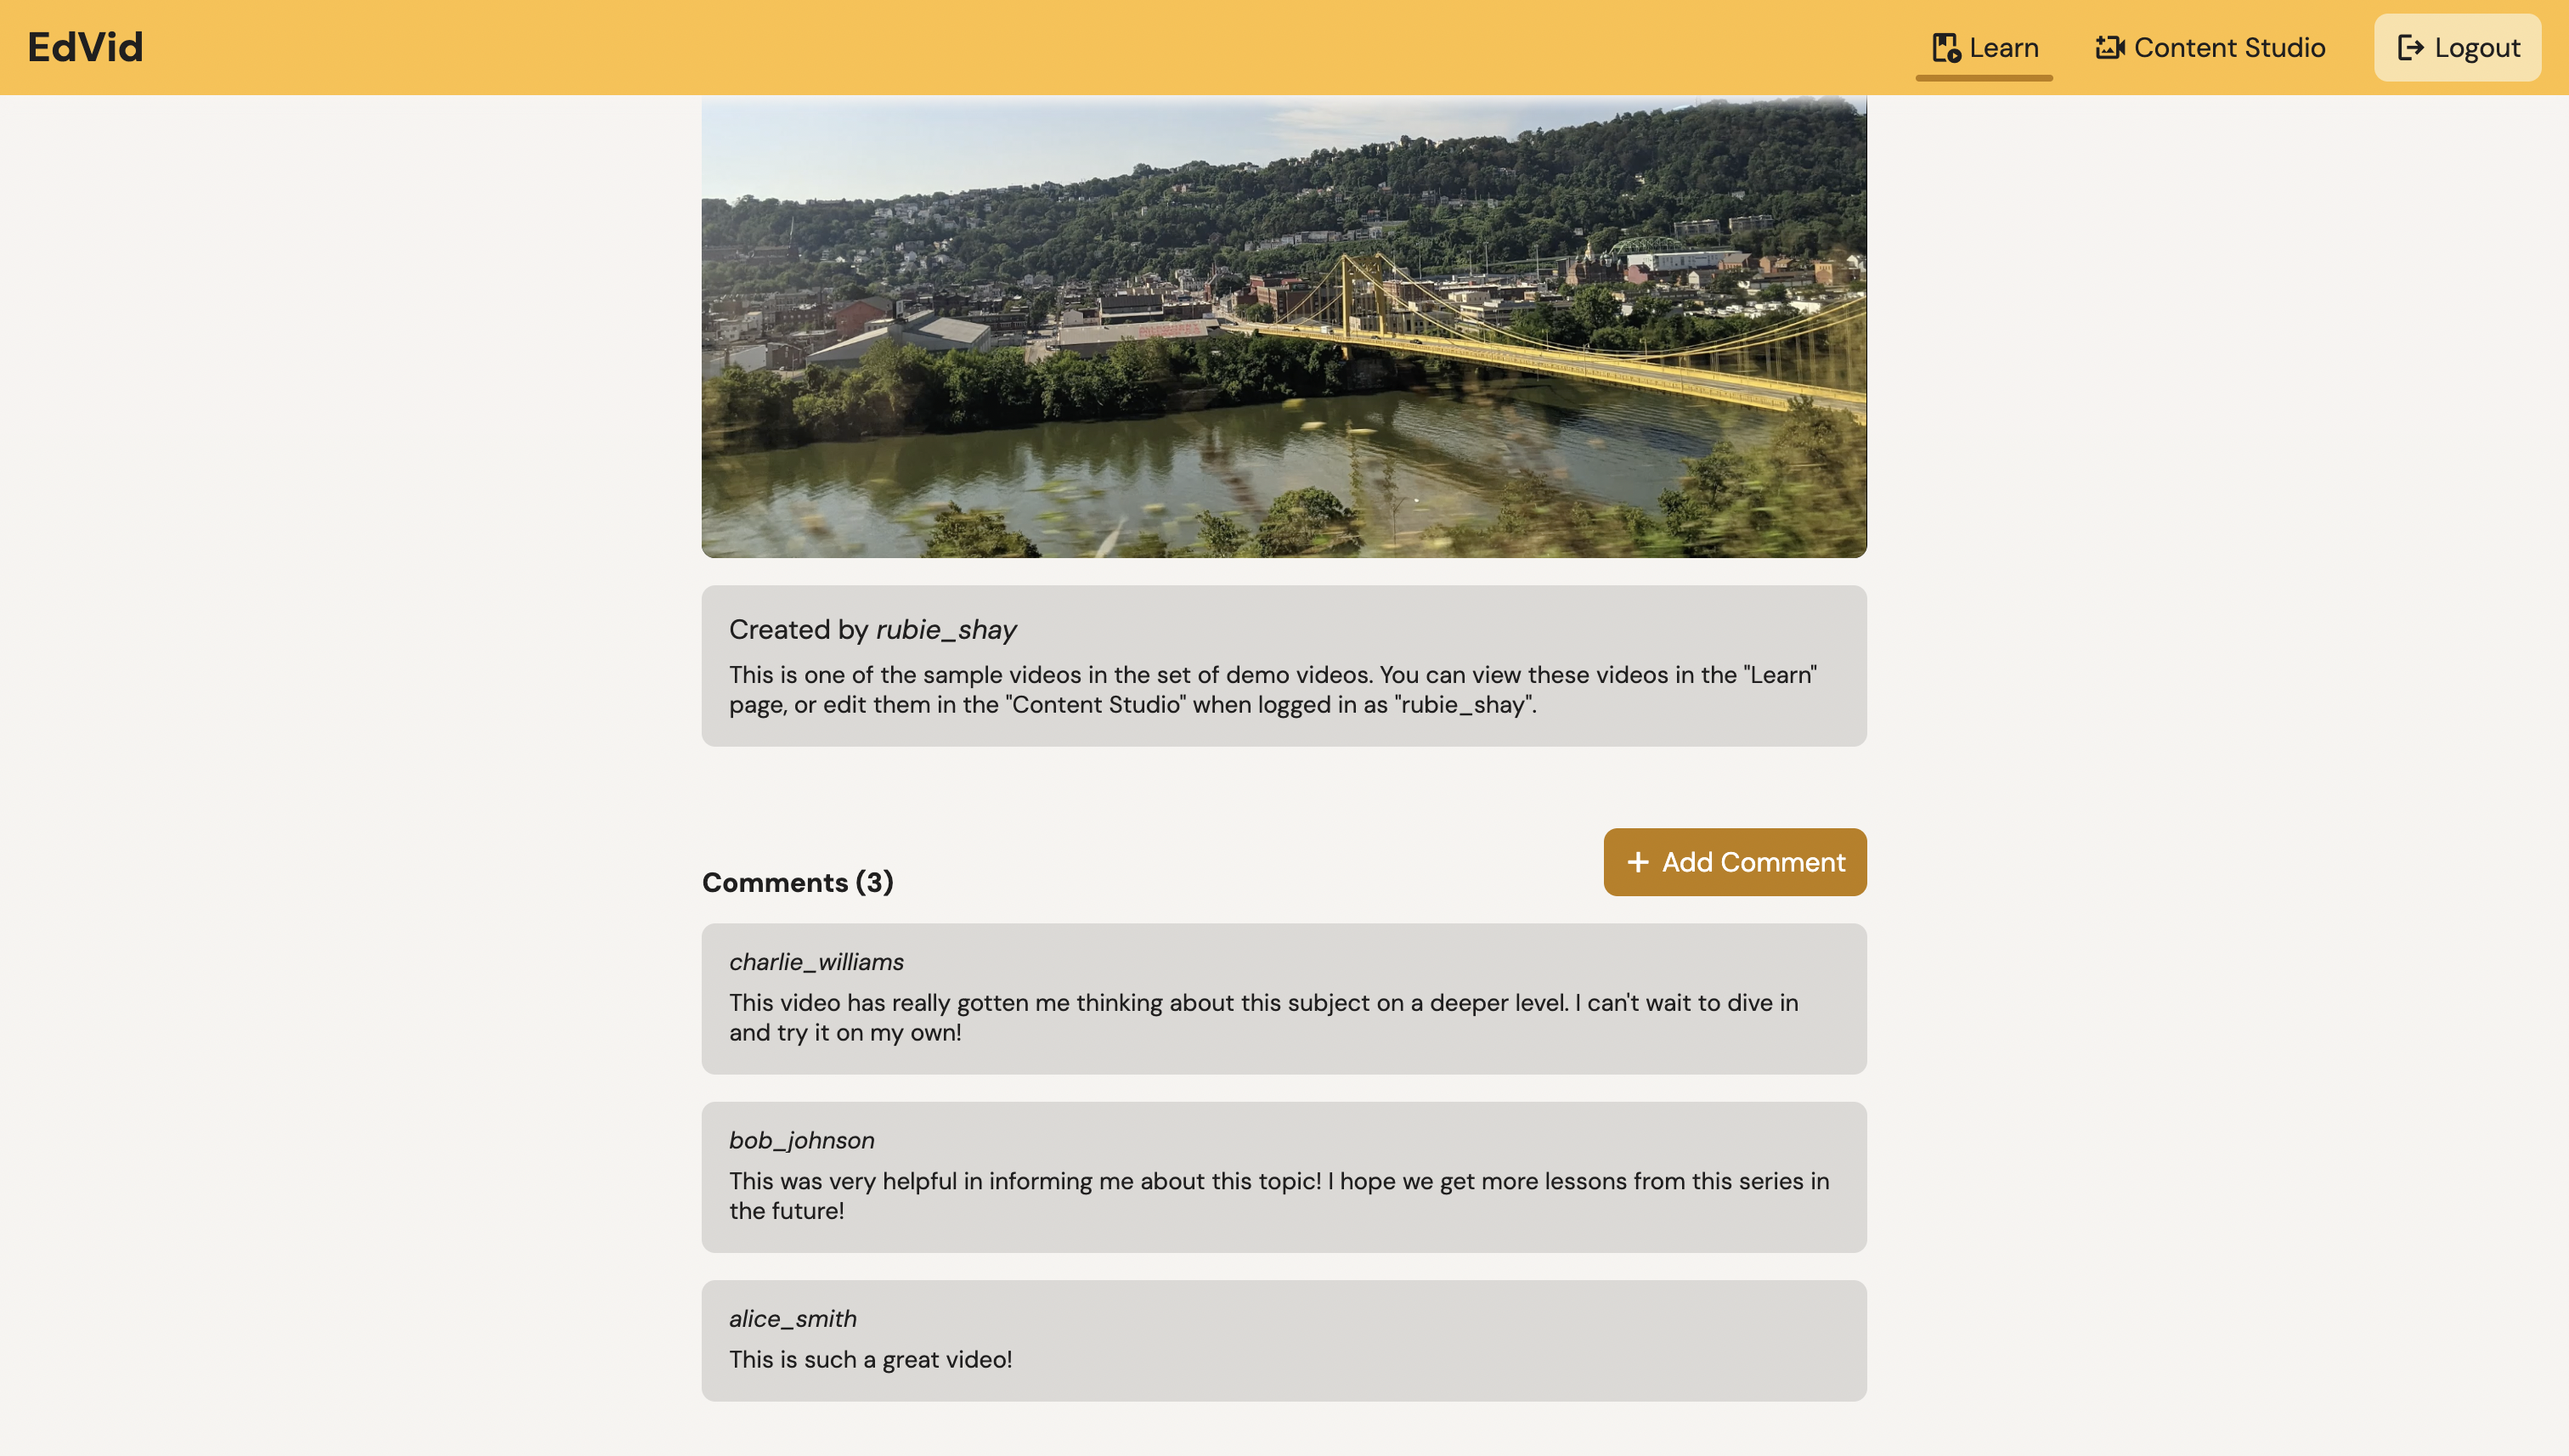 EdVid
Learn
Content Studio
Logout
Created by rubie_shay
This is one of the sample videos in the set of demo videos. You can view these videos in the "Learn"
page, or edit them in the "Content Studio" when logged in as "rubie_shay".
Comments (3)
+ Add Comment
charlie_williams
This video has really gotten me thinking about this subject on a deeper level. I can't wait to dive in
and try it on my own!
bob_johnson
This was very helpful in informing me about this topic! I hope we get more lessons from this series in
the future!
alice_smith
This is such a great video!